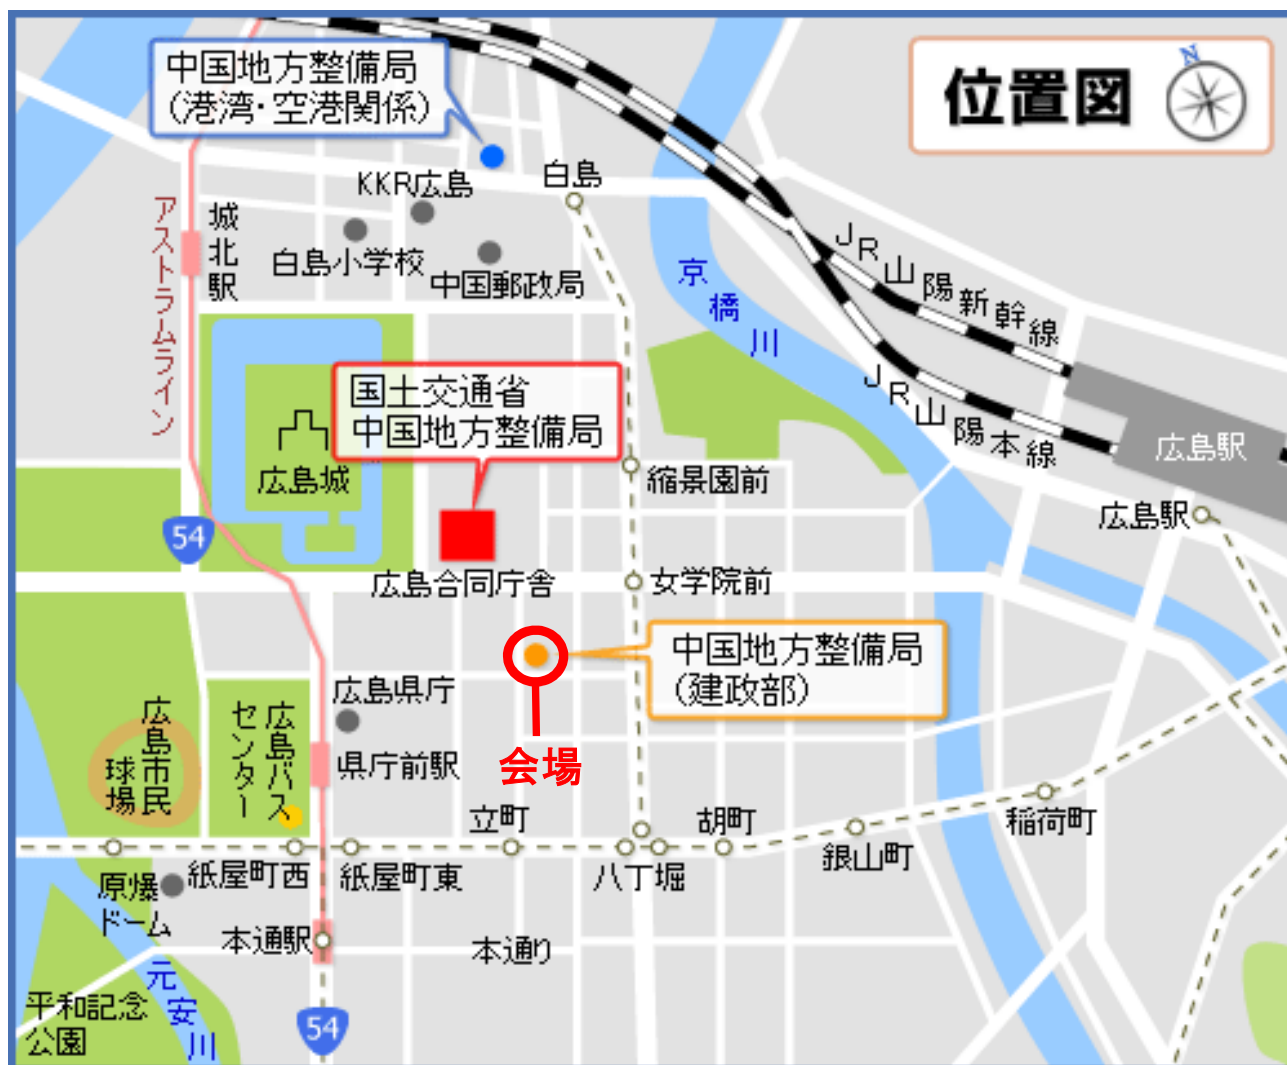 中国地方整備局
（港湾・空港関係）
位置図
N
白島
KKR広島
城北駅
アストラムライン
白島小学校
中国郵政局
京橋川
JR山陽新幹線
JR山陽本線
国土交通省
中国地方整備局
広島城
縮景園前
広島駅
広島駅
54
広島合同庁舎
女学院前
中国地方整備局
（建政部）
広島県庁
広島市民
球場
広島バス
センター
県庁前駅
会場
立町
胡町
稲荷町
紙屋町西
紙屋町東
八丁堀
銀山町
原爆
ドーム
本通駅
本通り
元安川
平和記念
公園
54